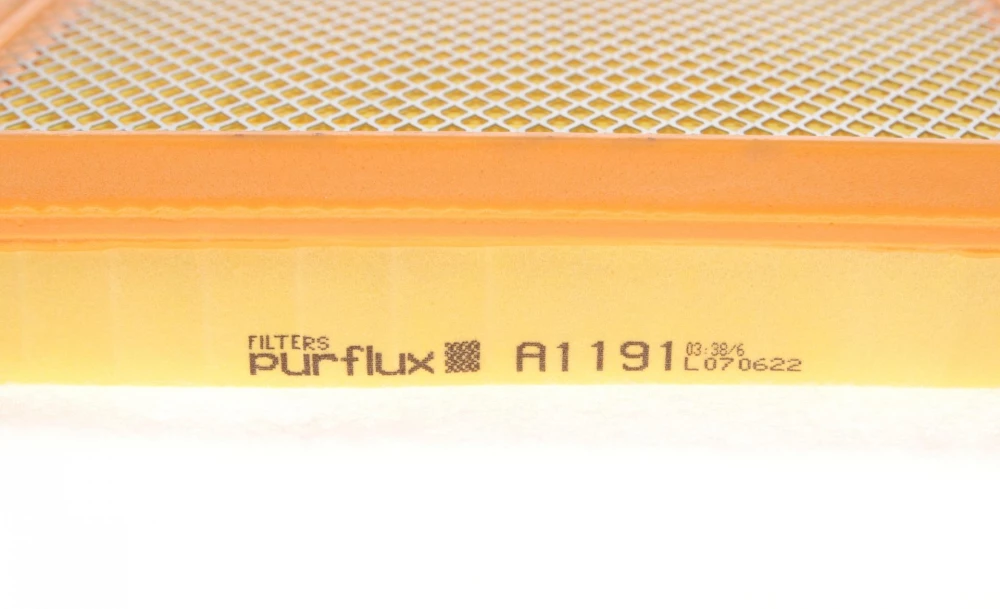 FILTERS
purflux A1191
03:38/6
L070622